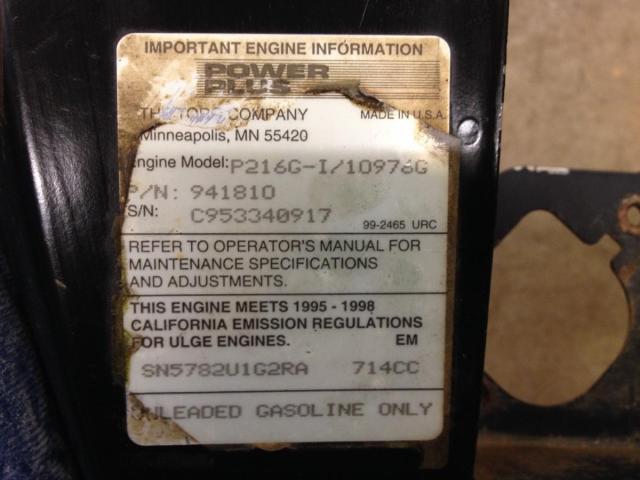 IMPORTANT ENGINE INFORMATION
POWER
PLUS
THE TORO COMPANY MADE IN U.S.A.
Minneapolis, MN 55420
Engine Model: P216G-I/10976G
P/N: 941810
S/N: C953340917
99-2465 URC
REFER TO OPERATOR'S MANUAL FOR
MAINTENANCE SPECIFICATIONS
AND ADJUSTMENTS.
THIS ENGINE MEETS 1995 - 1998
CALIFORNIA EMISSION REGULATIONS
FOR ULGE ENGINES. EM
SN5782U1G2RA 714CC
UNLEADED GASOLINE ONLY